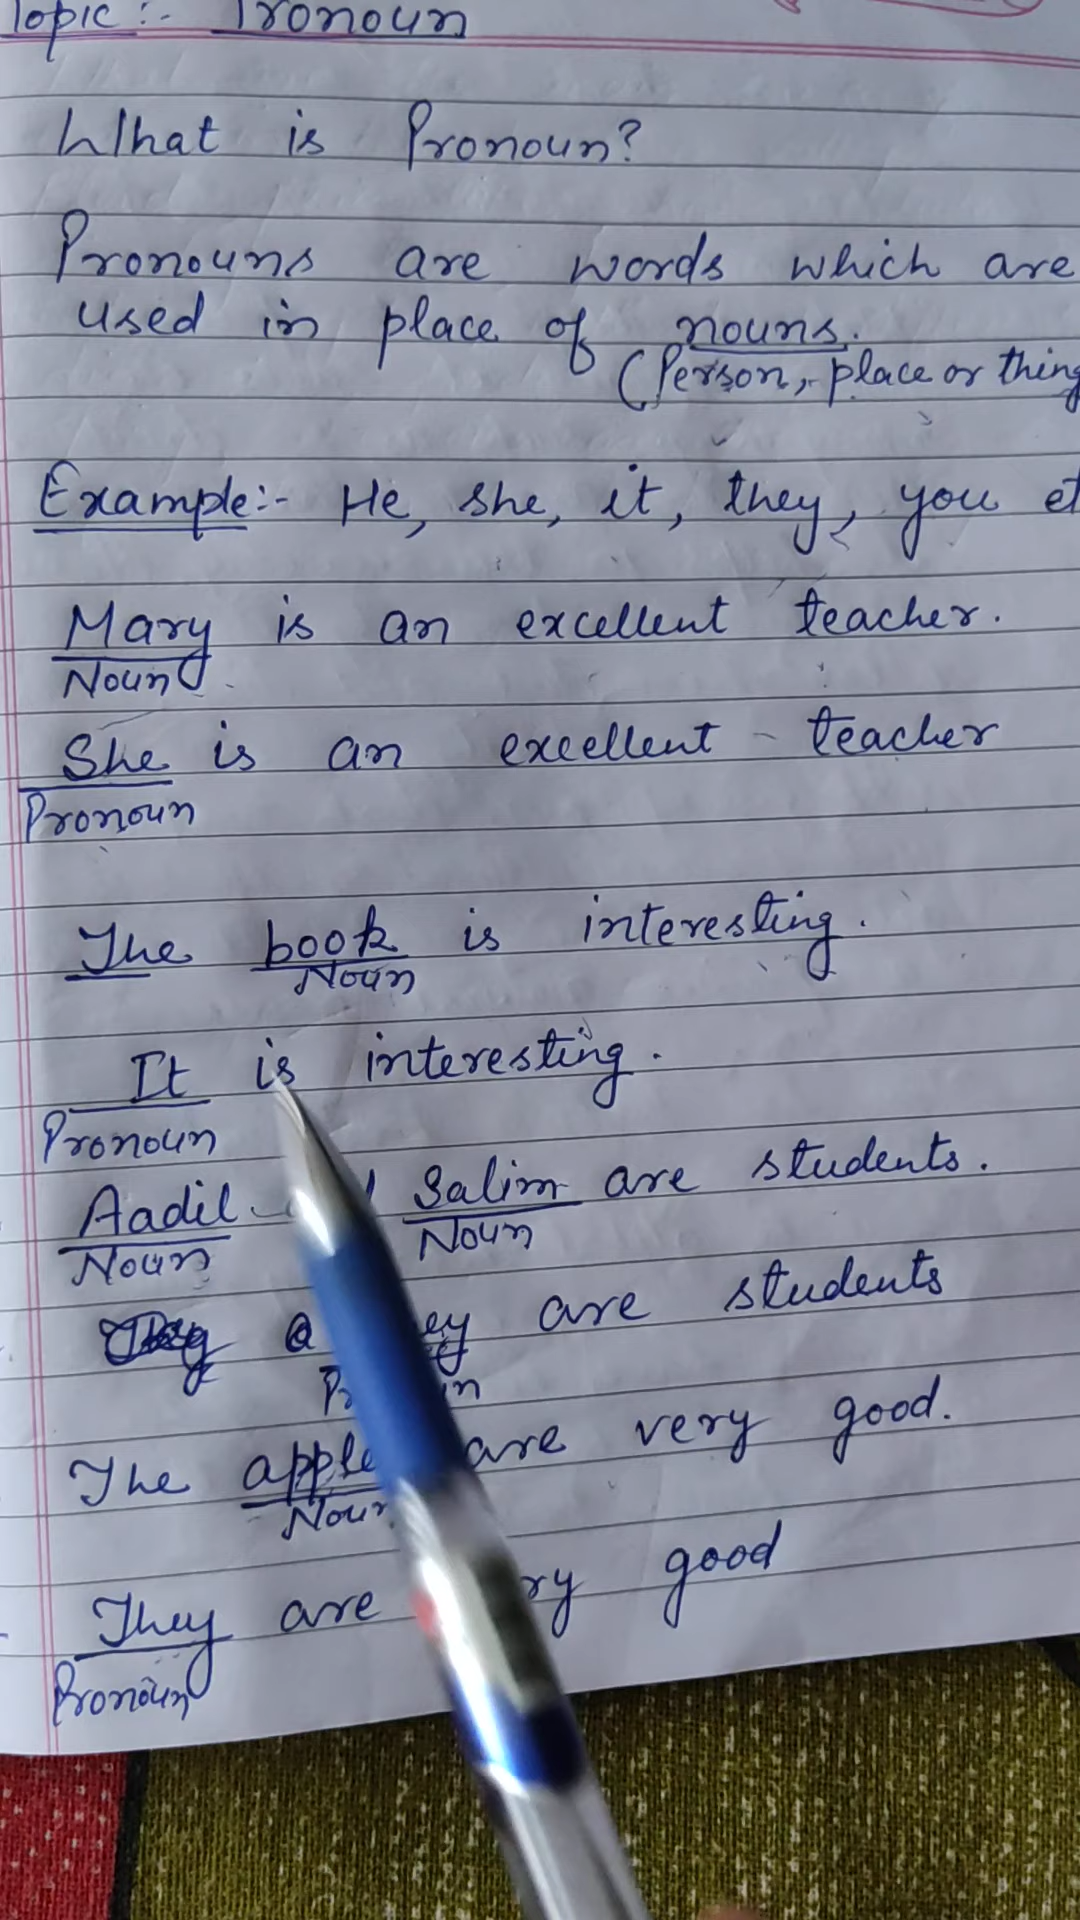 Topic :- Pronoun
What is Pronoun?
Pronouns are words which are
used in place of nouns.
(Person, place or thing
Example:- He, she, it, they, you et
Mary is an excellent teacher.
Noun
She is an excellent teacher
Pronoun
The book is interesting.
Noun
It is interesting.
Pronoun
Aadil Salim are students.
Noun Noun
are students
The apple are very good.
Noun
They are good
Pronoun